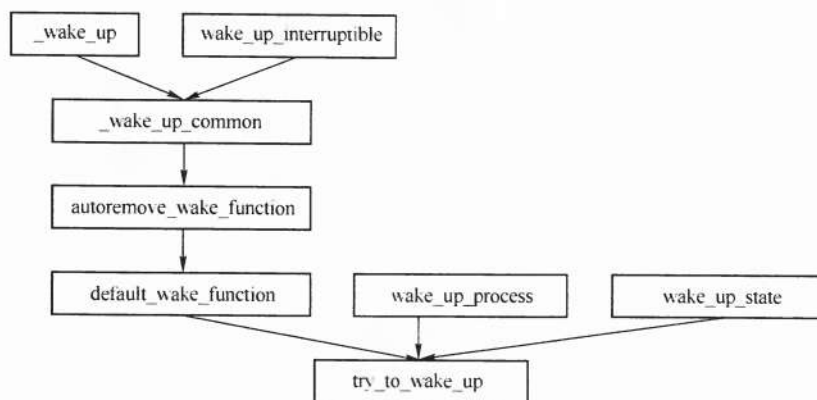 _wake_up
wake_up_interruptible
_wake_up_common
autoremove_wake_function
default_wake_function
wake_up_process
wake_up_state
try_to_wake_up